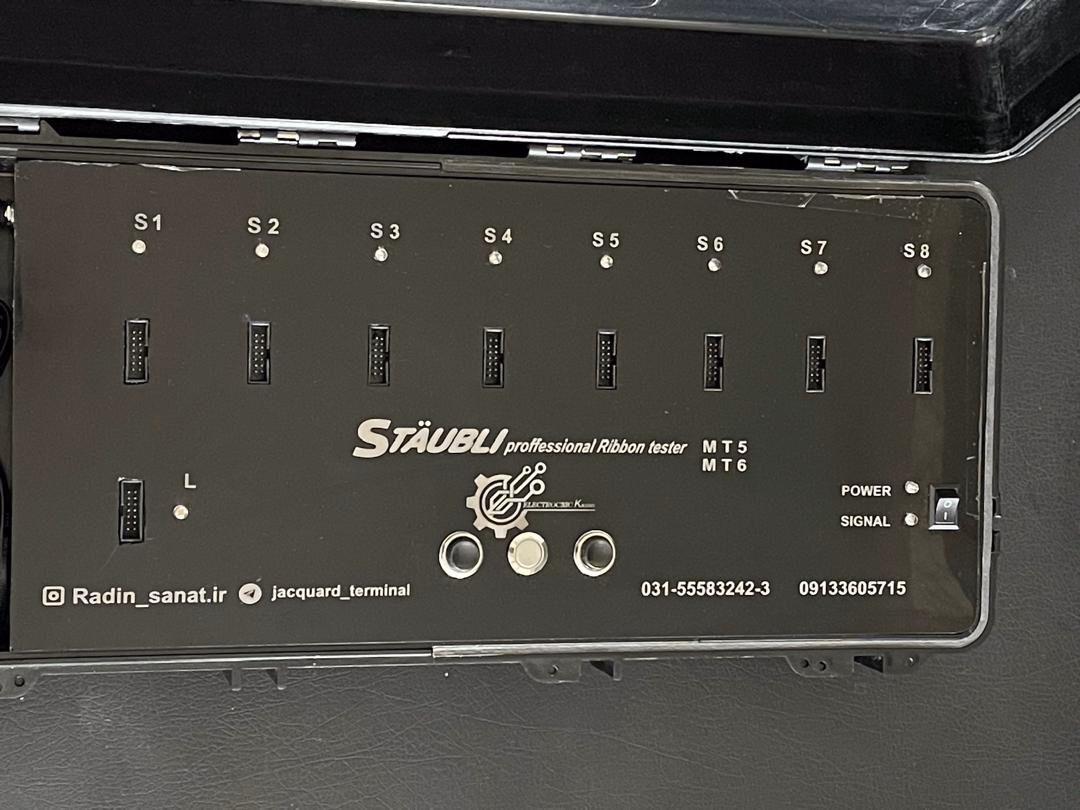 S1 S2 S3 S4 S5 S6 S7 S8
STÄUBLI proffessional Ribbon tester MT5
MT6
L
POWER
SIGNAL
Radin_sanat.ir jacquard_terminal 031-55583242-3 09133605715